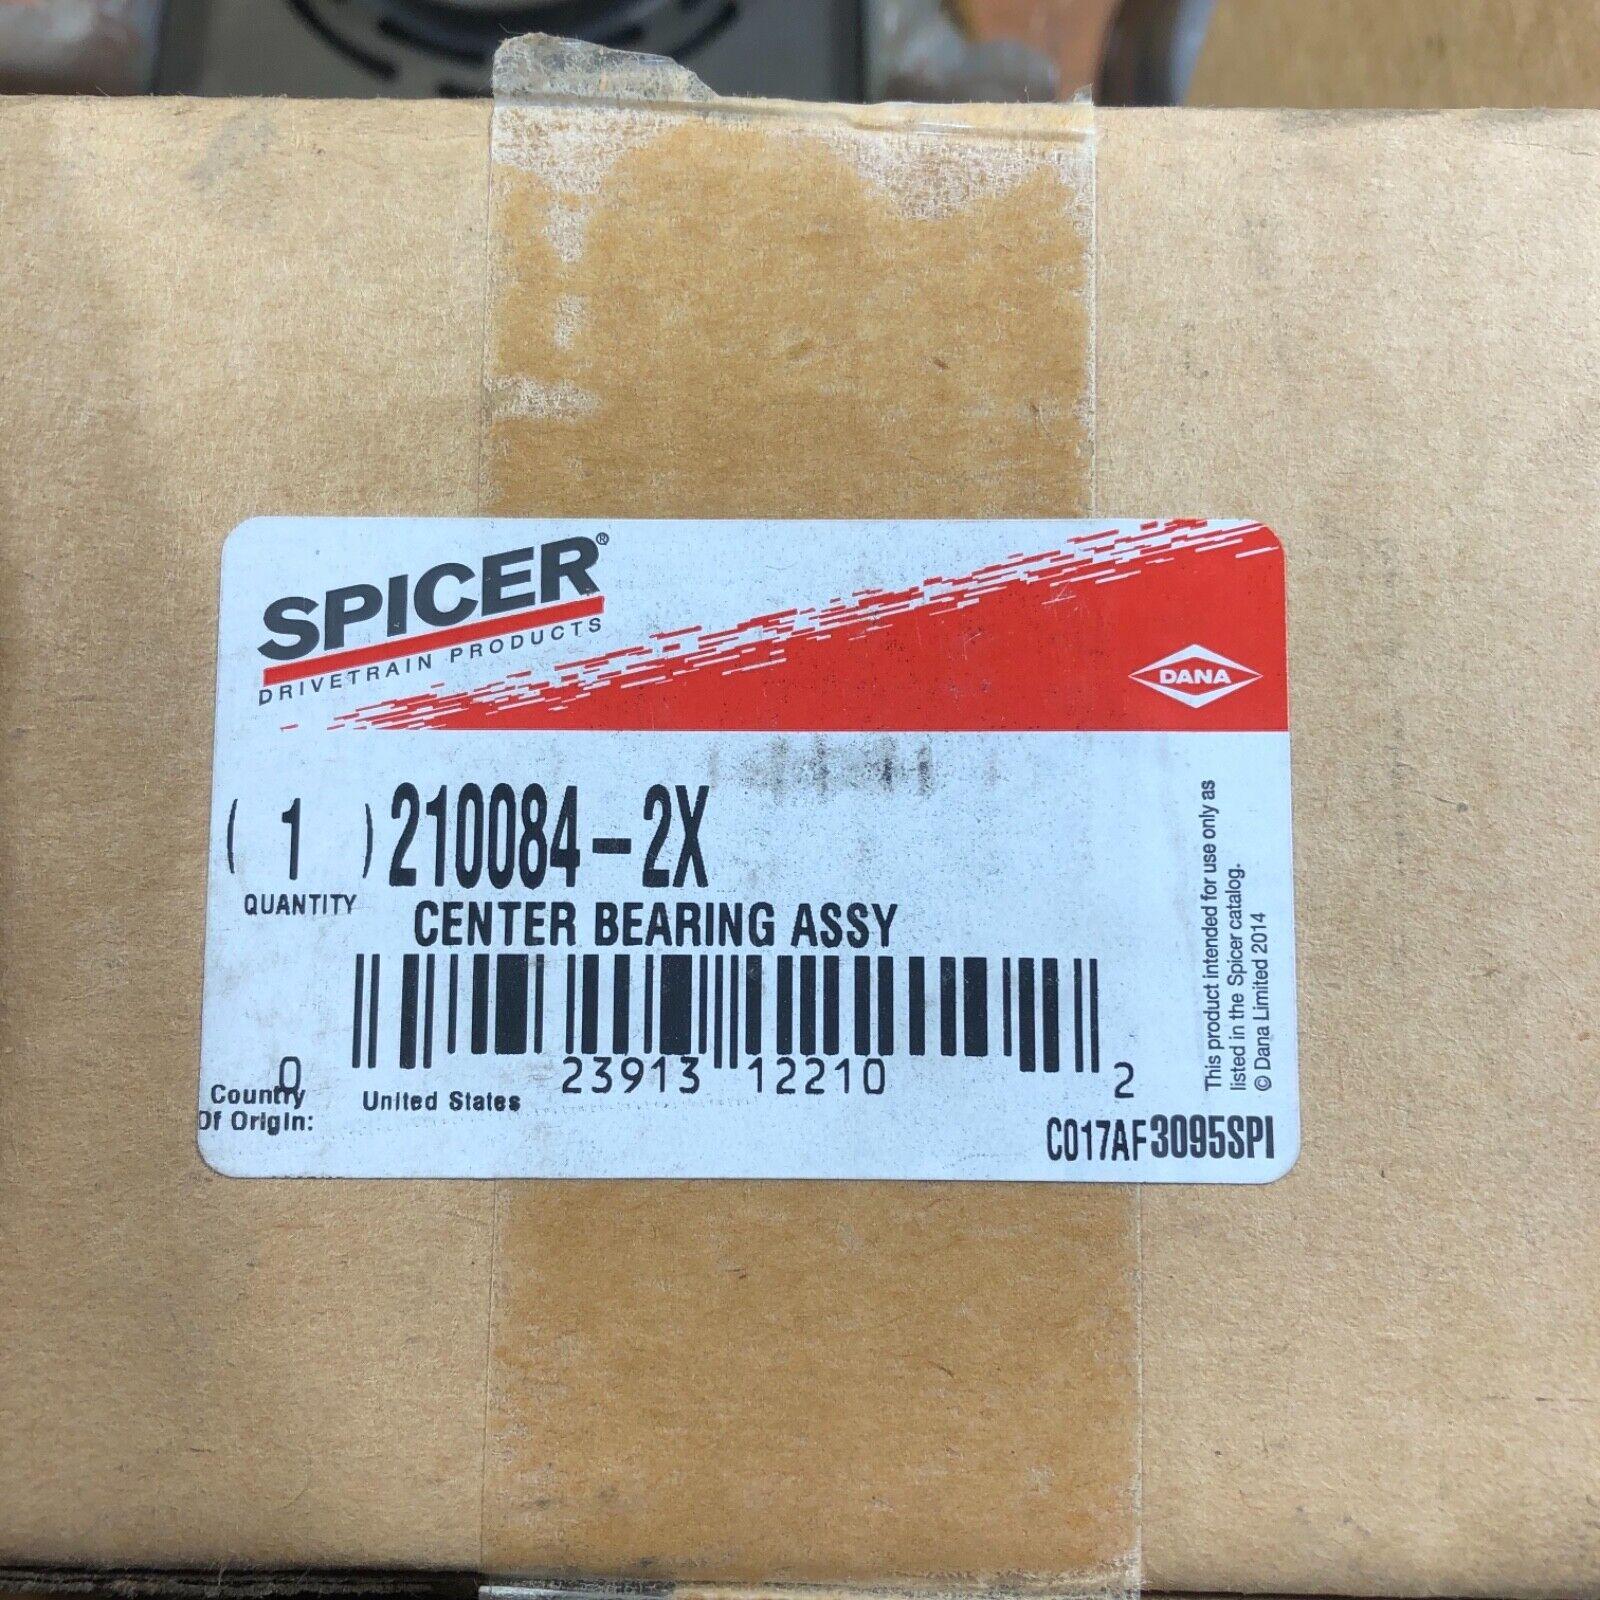 SPICER®
DRIVETRAIN PRODUCTS
DANA
( 1 ) 210084-2X
QUANTITY
CENTER BEARING ASSY
0 23913 12210 2
Country
Of Origin:
United States
C017AF3095SPI
This product intended for use only as
listed in the Spicer catalog.
© Dana Limited 2014